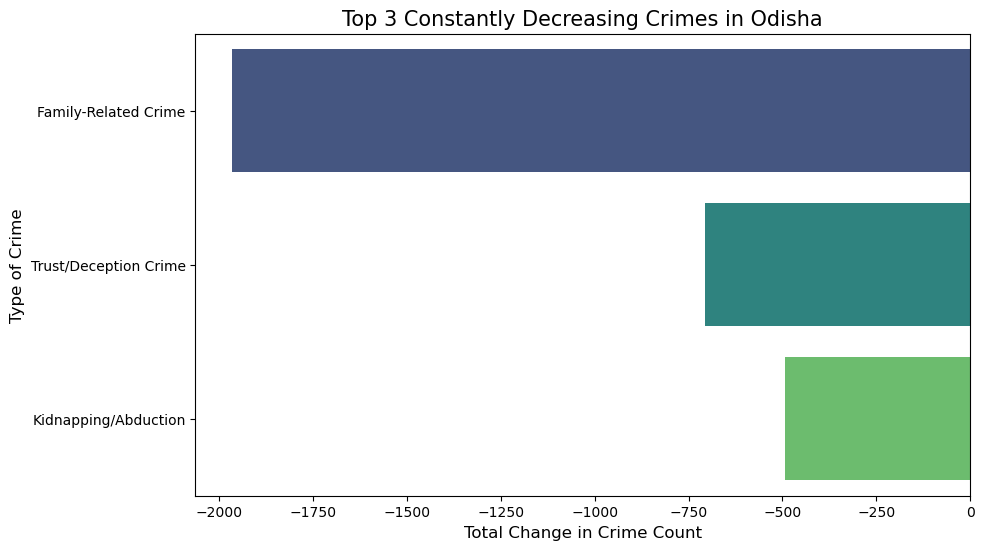 Top 3 Constantly Decreasing Crimes in Odisha
Type of Crime
Family-Related Crime
Trust/Deception Crime
Kidnapping/Abduction
−2000 −1750 −1500 −1250 −1000 −750 −500 −250 0
Total Change in Crime Count